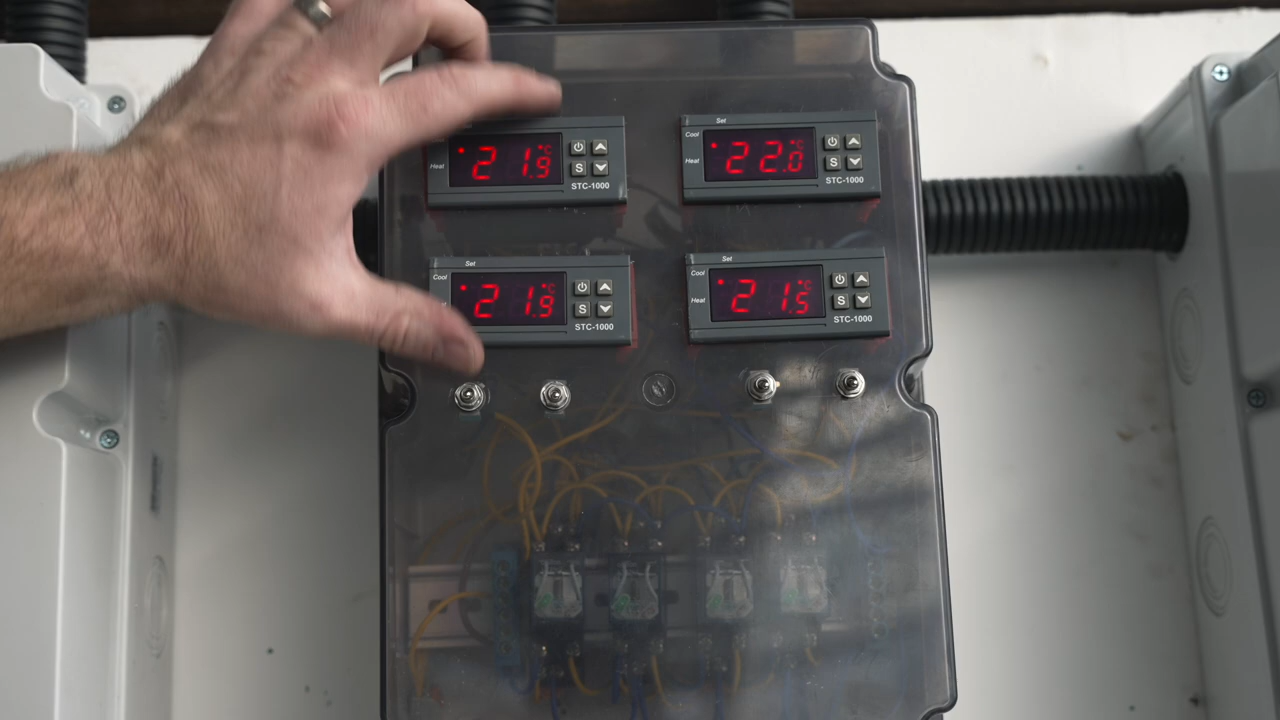 Heat
21.9 °C
S
STC-1000
Set
Cool
Heat
22.0 °C
S
STC-1000
Set
Cool
21.9 °C
S
STC-1000
Set
Cool
Heat
21.5 °C
S
STC-1000